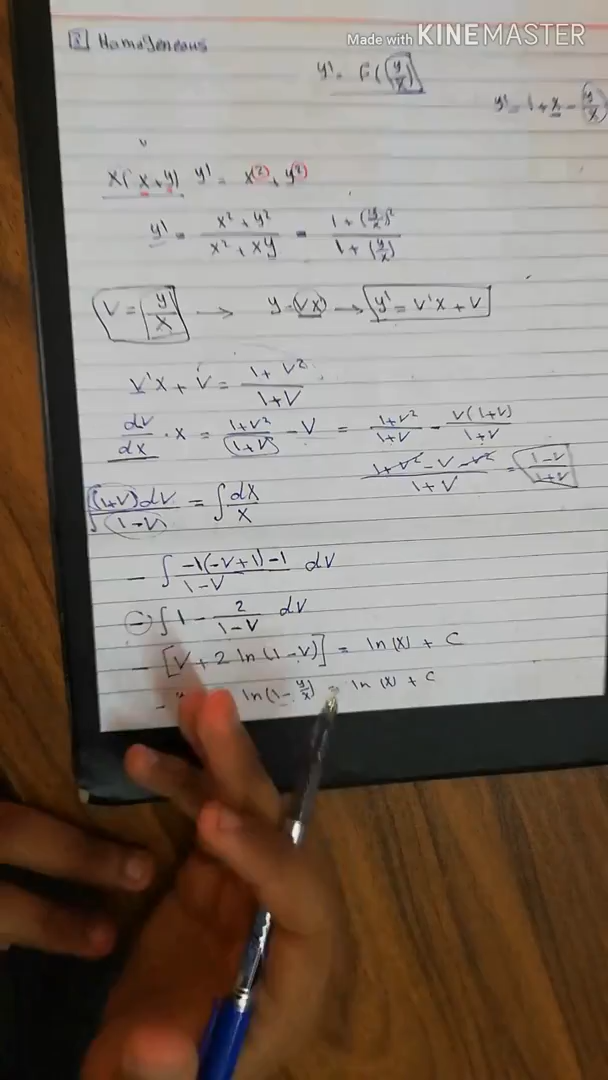 Made with KINEMASTER
Homogeneous
y' = F(y/x)
y' = 1 + x - (y/x)
x(x+y) y' = x² + y²
y' = x² + y² / x² + xy = 1 + (y/x)² / 1 + (y/x)
V = y/x → y = Vx → y' = V'x + V
V'x + V = 1 + V² / 1+V
dV/dx · x = 1+V²/(1+V) - V = 1+V²/1+V - V(1+V)/1+V
1+V²-V-V² / 1+V = 1-V/1+V
∫ (1+V)dV / (1-V) = ∫ dx/x
- ∫ -1(-V+1)-1 / 1-V dV
- ∫ 1 - 2/1-V dV
- [V + 2 ln(1-V)] = ln(x) + C
ln(1 - y/x) = ln(x) + C